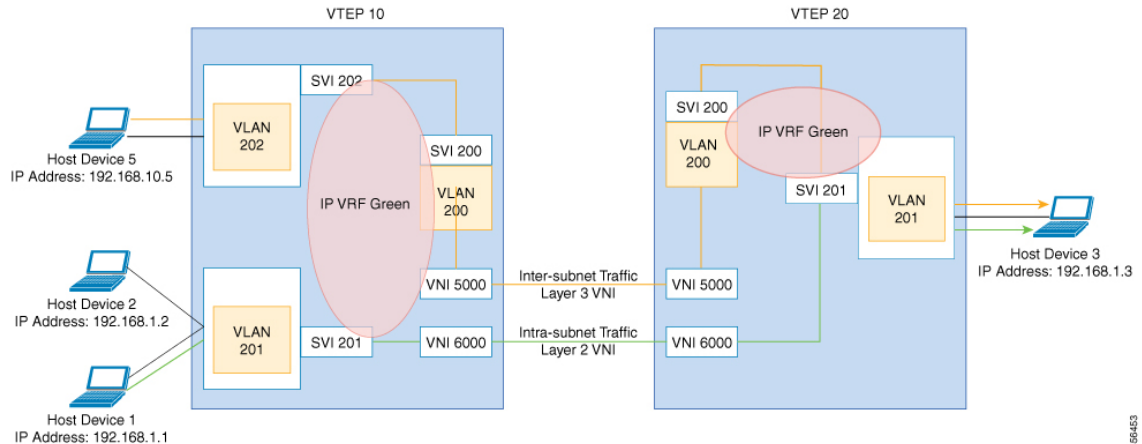 VTEP 10
VTEP 20
SVI 202
VLAN
202
Host Device 5
IP Address: 192.168.10.5
SVI 200
VLAN
200
IP VRF Green
VNI 5000
Host Device 2
IP Address: 192.168.1.2
VLAN
201
SVI 201
VNI 6000
Host Device 1
IP Address: 192.168.1.1
Inter-subnet Traffic
Layer 3 VNI
Intra-subnet Traffic
Layer 2 VNI
SVI 200
VLAN
200
IP VRF Green
SVI 201
VLAN
201
VNI 5000
VNI 6000
Host Device 3
IP Address: 192.168.1.3